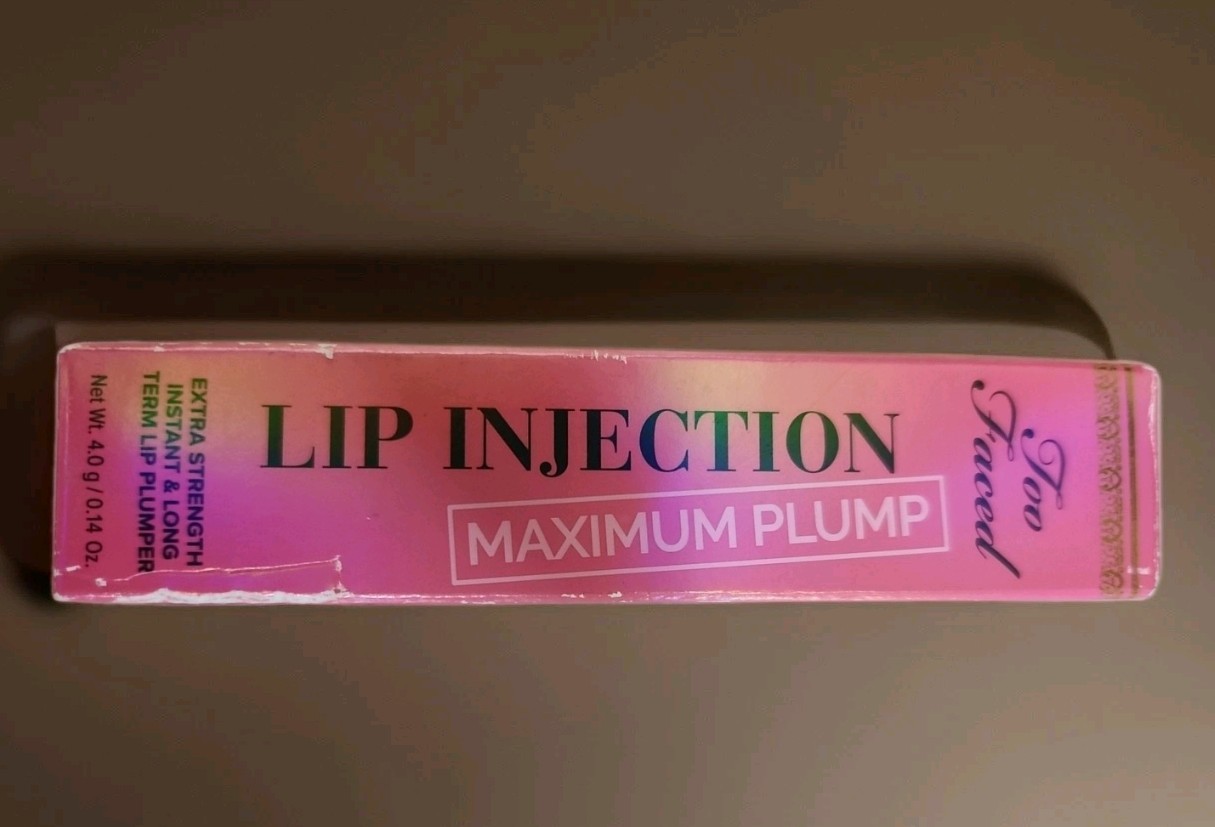 LIP INJECTION
MAXIMUM PLUMP
Too
Faced
EXTRA STRENGTH
INSTANT & LONG
TERM LIP PLUMPER
Net Wt. 4.0 g / 0.14 Oz.